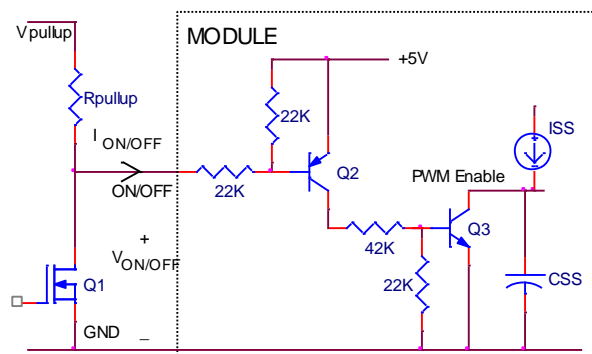 Vpullup
MODULE
+5V
Rpullup
22K
ISS
I ON/OFF
Q2
PWM Enable
ON/OFF
22K
Q3
+
42K
CSS
V ON/OFF
22K
Q1
GND
_